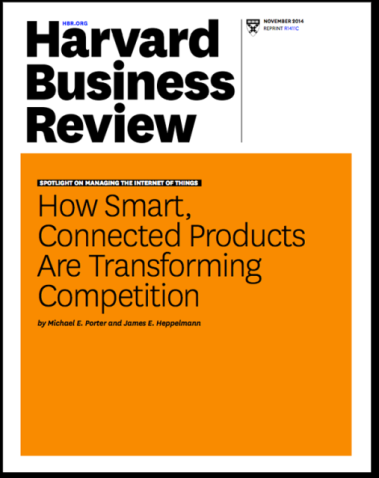 HBR.ORG
Harvard
Business
Review
NOVEMBER 2014
REPRINT R1411C
SPOTLIGHT ON MANAGING THE INTERNET OF THINGS
How Smart,
Connected Products
Are Transforming
Competition
by Michael E. Porter and James E. Heppelmann